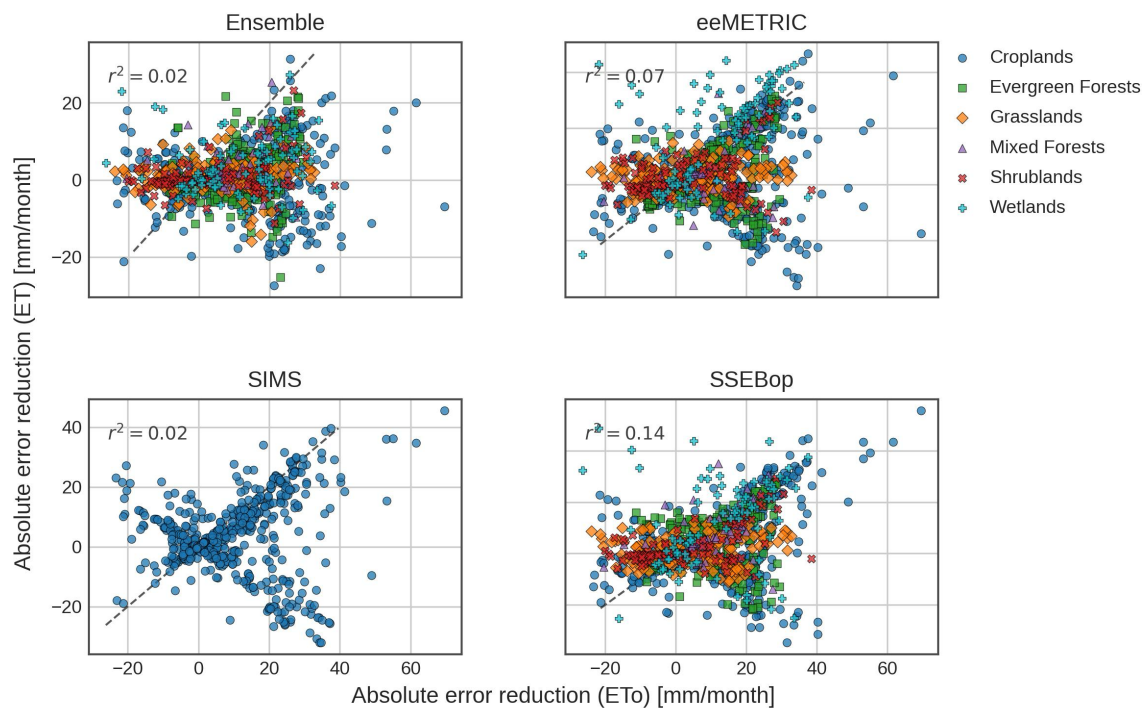 Ensemble
eeMETRIC
r² = 0.02
r² = 0.07
20
0
−20
Croplands
Evergreen Forests
Grasslands
Mixed Forests
Shrublands
Wetlands
Absolute error reduction (ET) [mm/month]
SIMS
SSEBop
r² = 0.02
r² = 0.14
40
20
0
−20
−20 0 20 40 60
−20 0 20 40 60
Absolute error reduction (ETo) [mm/month]